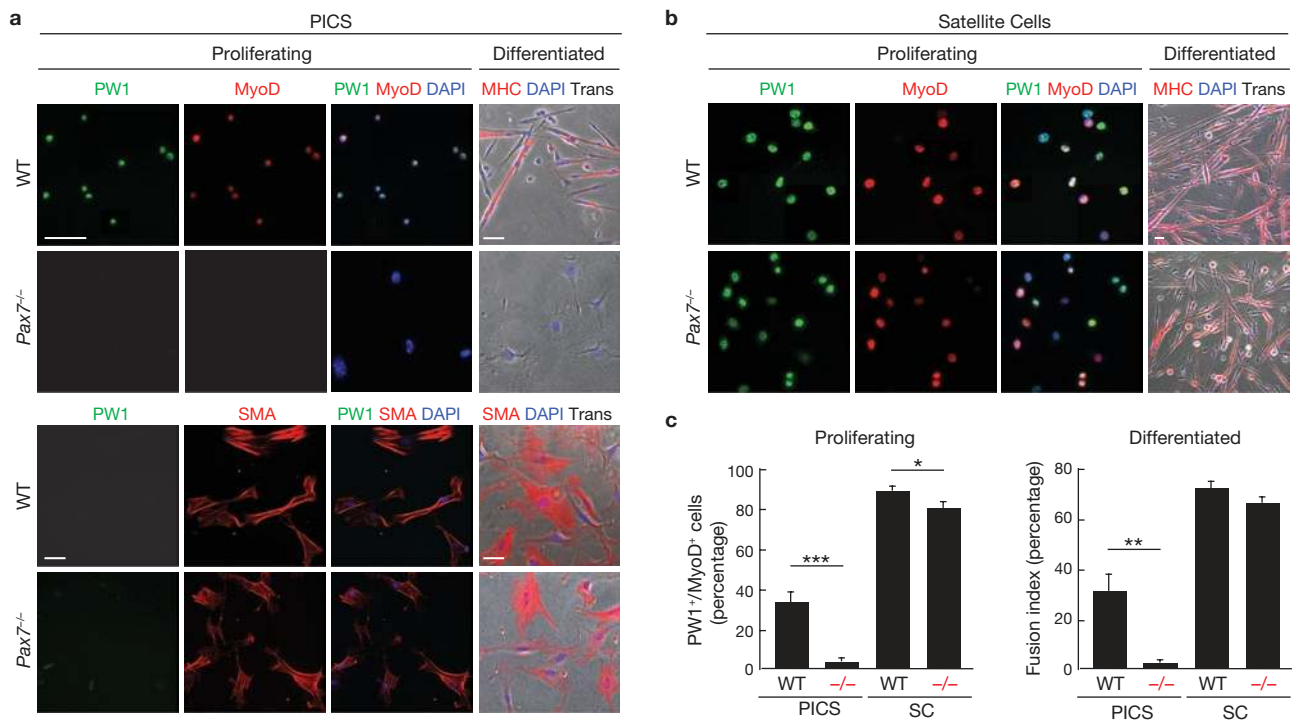 a
PICS
Proliferating Differentiated
PW1 MyoD PW1 MyoD DAPI MHC DAPI Trans
WT
Pax7–/–
PW1 SMA PW1 SMA DAPI SMA DAPI Trans
WT
Pax7–/–
b
Satellite Cells
Proliferating Differentiated
PW1 MyoD PW1 MyoD DAPI MHC DAPI Trans
WT
Pax7–/–
c
Proliferating
PW1+/MyoD+ cells
(percentage)
100
80
60
40
20
0
***
*
WT –/– WT –/–
PICS SC
Differentiated
Fusion index (percentage)
80
60
40
20
0
**
WT –/– WT –/–
PICS SC